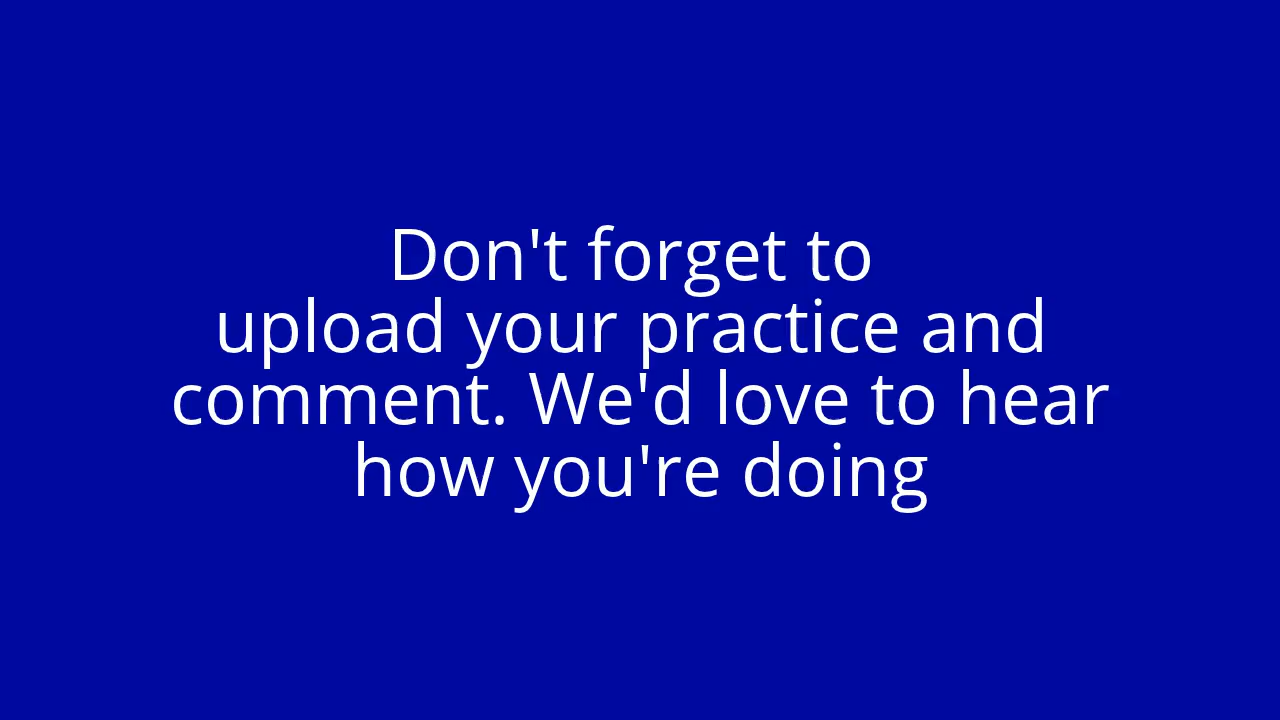 Don't forget to
upload your practice and
comment. We'd love to hear
how you're doing